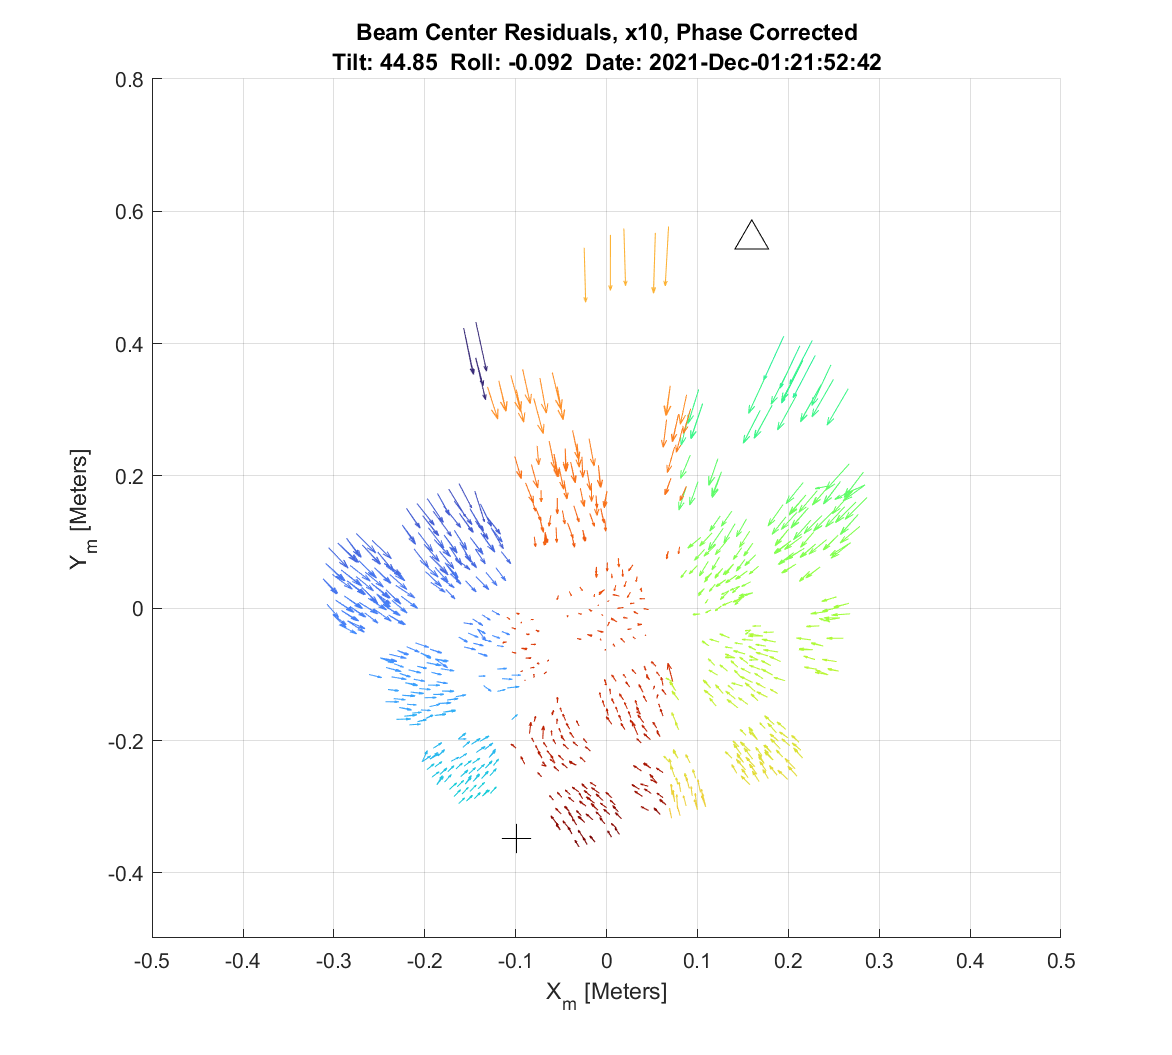 Beam Center Residuals, x10, Phase Corrected
Tilt: 44.85 Roll: -0.092 Date: 2021-Dec-01:21:52:42
0.8
0.6
0.4
0.2
0
-0.2
-0.4
Y_m [Meters]
-0.5 -0.4 -0.3 -0.2 -0.1 0 0.1 0.2 0.3 0.4 0.5
X_m [Meters]